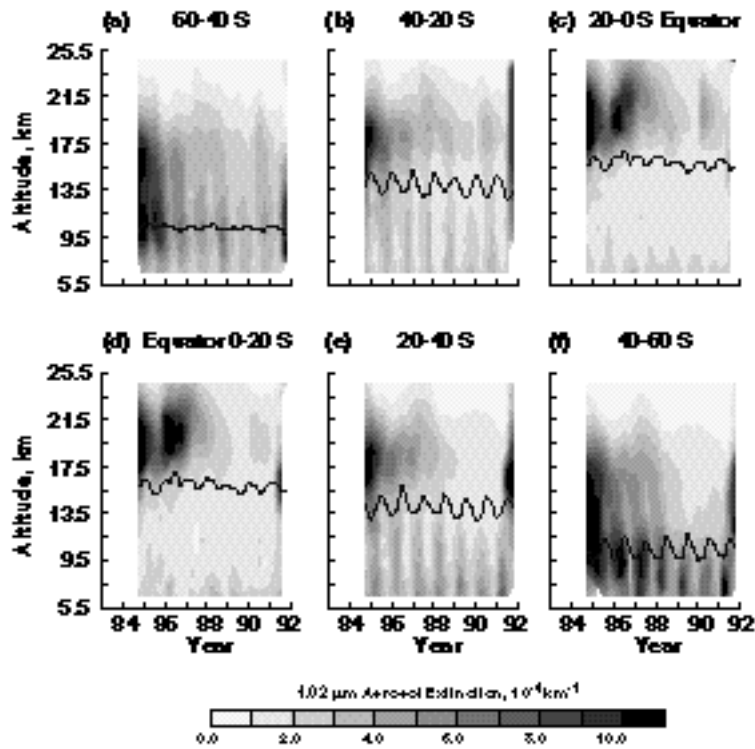 (a) 60-40 S (b) 40-20 S (c) 20-0 S Equator
25.5
21.5
17.5
13.5
9.5
5.5
Altitude, km
(d) Equator 0-20 S (e) 20-40 S (f) 40-60 S
25.5
21.5
17.5
13.5
9.5
5.5
Altitude, km
84 86 88 90 92 84 86 88 90 92 84 86 88 90 92
Year Year Year
1.02 μm Aerosol Extinction, 10⁻⁴ km⁻¹
0.0 2.0 4.0 6.0 8.0 10.0